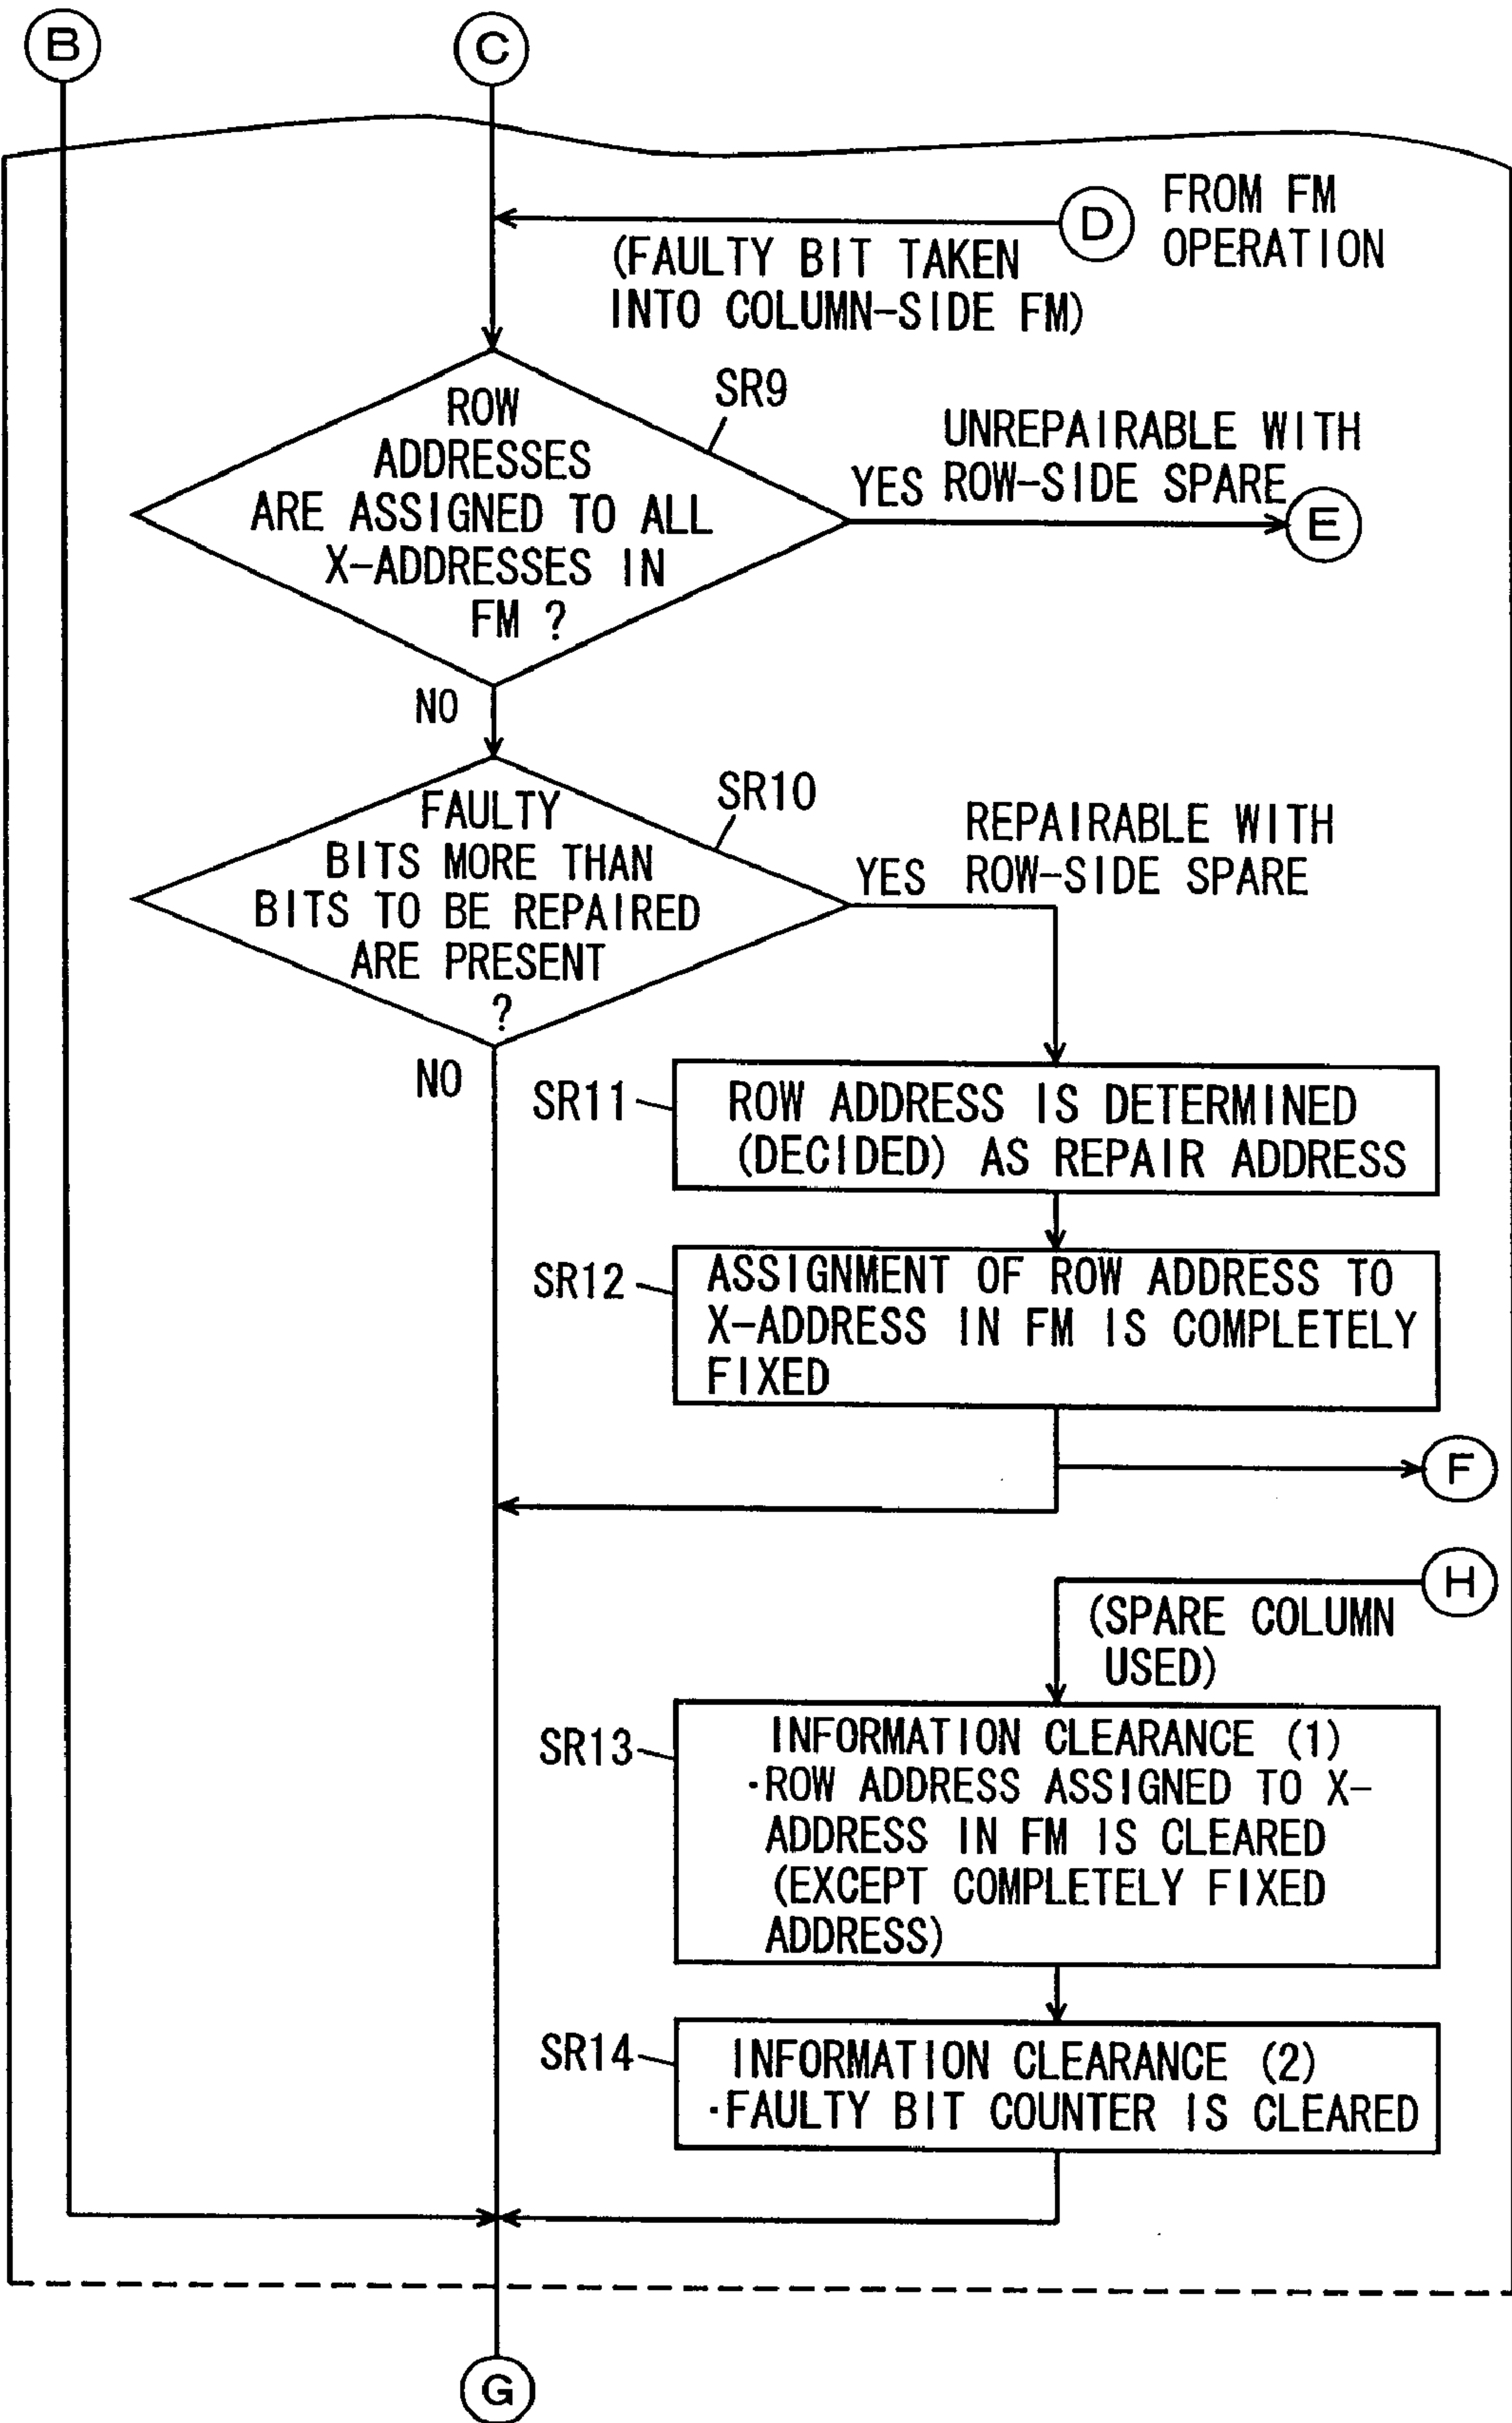 B
C
FROM FM
OPERATION
D
(FAULTY BIT TAKEN
INTO COLUMN-SIDE FM)
SR9
ROW
ADDRESSES
ARE ASSIGNED TO ALL
X-ADDRESSES IN
FM ?
UNREPAIRABLE WITH
YES ROW-SIDE SPARE
E
NO
SR10
FAULTY
BITS MORE THAN
BITS TO BE REPAIRED
ARE PRESENT
?
REPAIRABLE WITH
YES ROW-SIDE SPARE
NO
SR11
ROW ADDRESS IS DETERMINED
(DECIDED) AS REPAIR ADDRESS
SR12
ASSIGNMENT OF ROW ADDRESS TO
X-ADDRESS IN FM IS COMPLETELY
FIXED
F
H
(SPARE COLUMN
USED)
SR13
INFORMATION CLEARANCE (1)
·ROW ADDRESS ASSIGNED TO X-
ADDRESS IN FM IS CLEARED
(EXCEPT COMPLETELY FIXED
ADDRESS)
SR14
INFORMATION CLEARANCE (2)
·FAULTY BIT COUNTER IS CLEARED
G